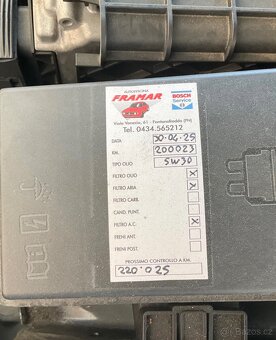 AUTOOFFICINA
FRAMAR
BOSCH
Service
Viale Venezia, 61 - Fontanafredda (PN)
Tel. 0434.565212
DATA 30.04.25
KM. 200023
TIPO OLIO 5W30
FILTRO OLIO X
FILTRO ARIA X
FILTRO CARB.
CAND. PUNT.
FILTRO A.C. X
FRENI ANT.
FRENI POST.
PROSSIMO CONTROLLO A KM.
220.025